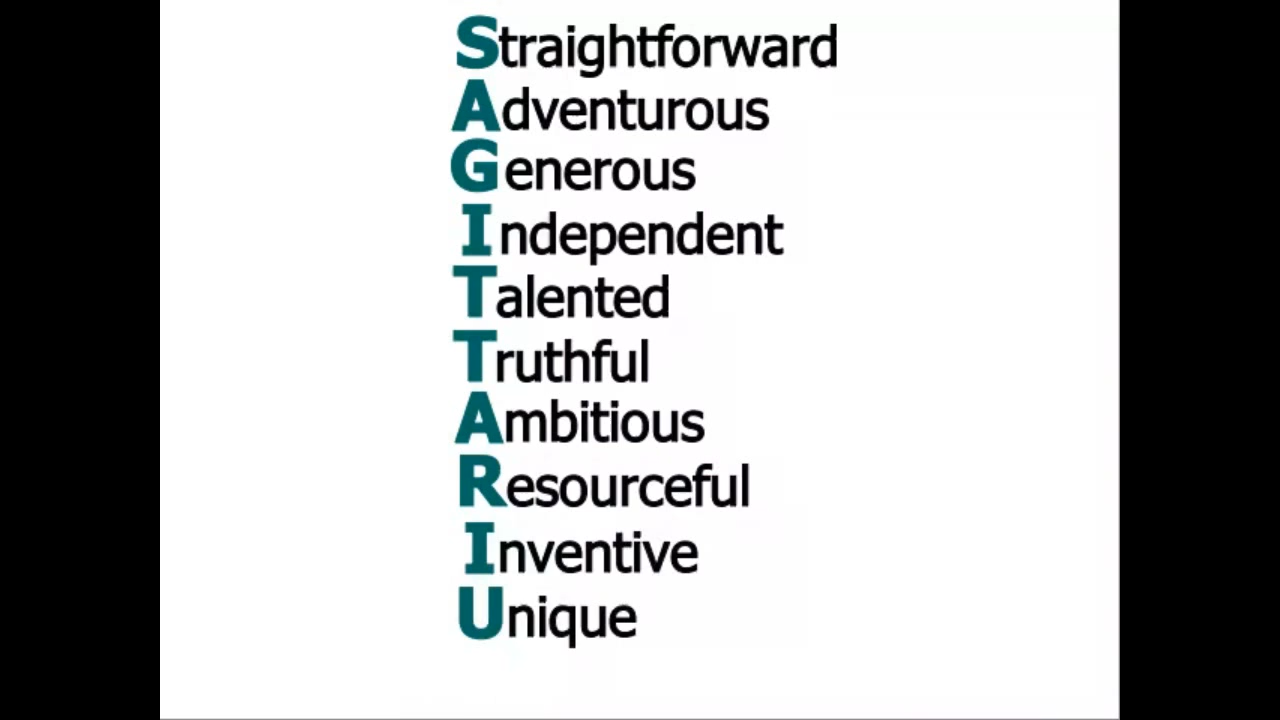 Straightforward
Adventurous
Generous
Independent
Talented
Truthful
Ambitious
Resourceful
Inventive
Unique